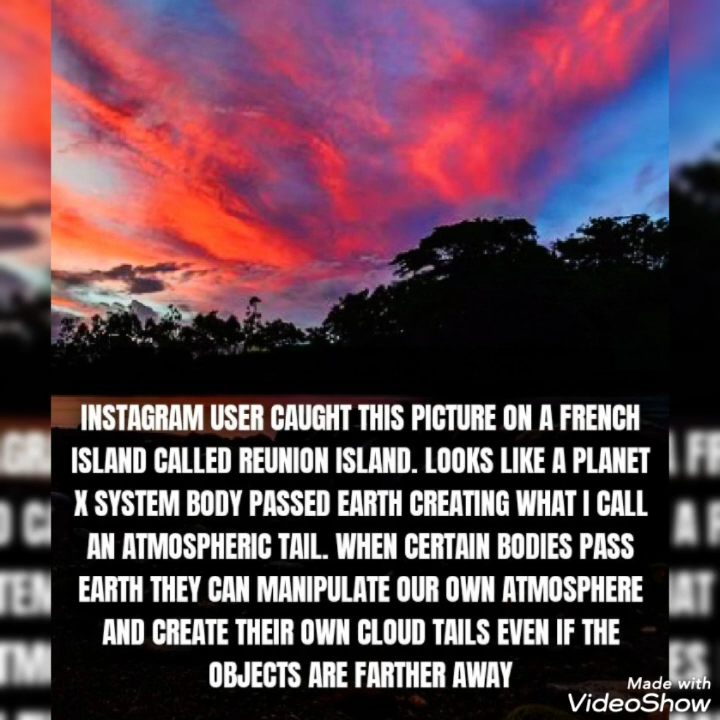 INSTAGRAM USER CAUGHT THIS PICTURE ON A FRENCH
ISLAND CALLED REUNION ISLAND. LOOKS LIKE A PLANET
X SYSTEM BODY PASSED EARTH CREATING WHAT I CALL
AN ATMOSPHERIC TAIL. WHEN CERTAIN BODIES PASS
EARTH THEY CAN MANIPULATE OUR OWN ATMOSPHERE
AND CREATE THEIR OWN CLOUD TAILS EVEN IF THE
OBJECTS ARE FARTHER AWAY
Made with
VideoShow